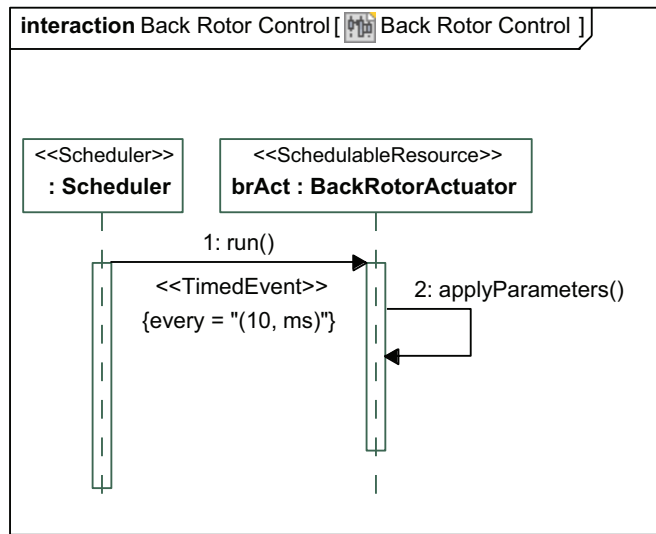 interaction Back Rotor Control [ Back Rotor Control ]
<<Scheduler>>
: Scheduler
<<SchedulableResource>>
brAct : BackRotorActuator
1: run()
<<TimedEvent>>
{every = "(10, ms)"}
2: applyParameters()